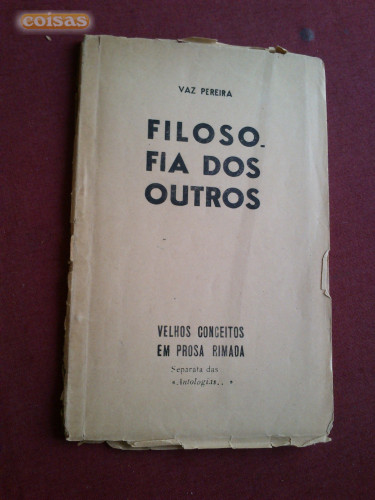 coisas
VAZ PEREIRA
FILOSO-
FIA DOS
OUTROS
VELHOS CONCEITOS
EM PROSA RIMADA
Separata das
«Antologias..»